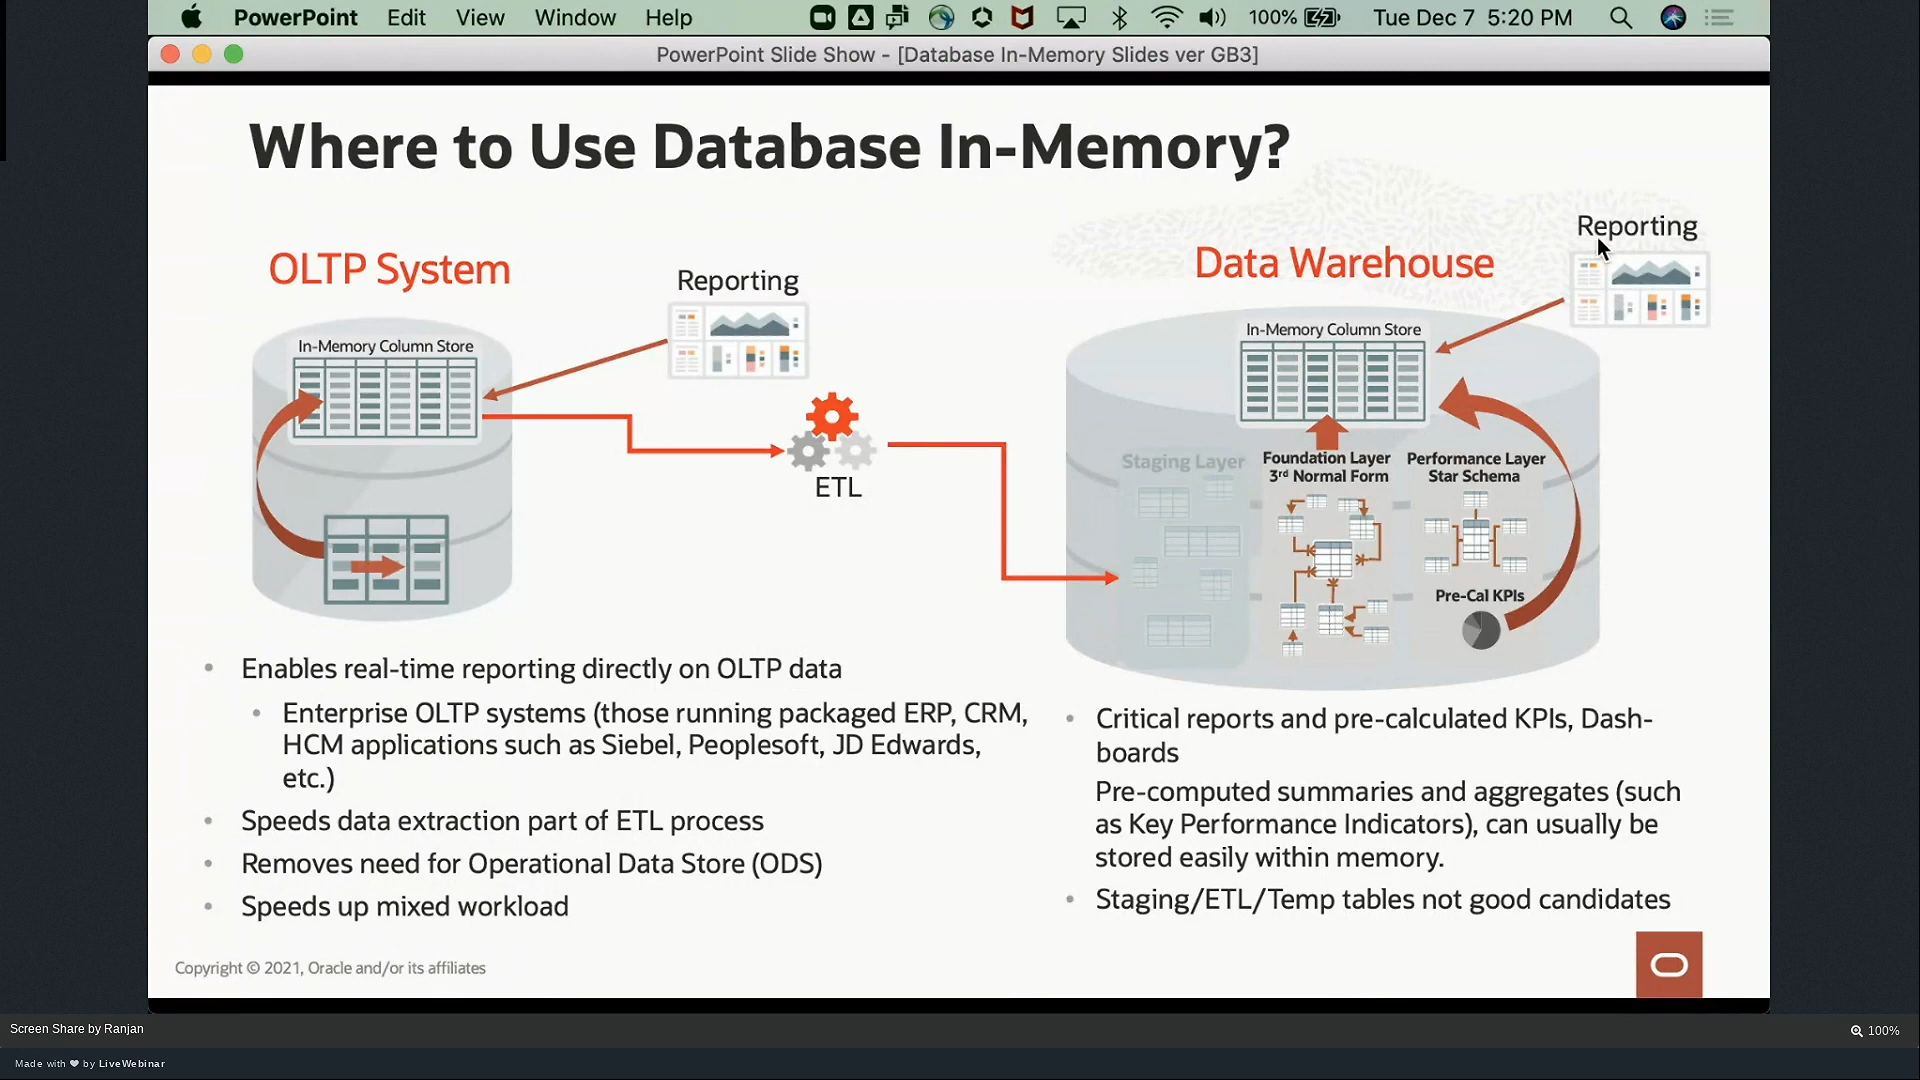 PowerPoint Edit View Window Help 100% Tue Dec 7 5:20 PM
PowerPoint Slide Show - [Database In-Memory Slides ver GB3]
Where to Use Database In-Memory?
OLTP System
Reporting
In-Memory Column Store
ETL
Data Warehouse
Reporting
In-Memory Column Store
Staging Layer
Foundation Layer
3rd Normal Form
Performance Layer
Star Schema
Pre-Cal KPIs
• Enables real-time reporting directly on OLTP data
• Enterprise OLTP systems (those running packaged ERP, CRM,
HCM applications such as Siebel, Peoplesoft, JD Edwards,
etc.)
• Speeds data extraction part of ETL process
• Removes need for Operational Data Store (ODS)
• Speeds up mixed workload
• Critical reports and pre-calculated KPIs, Dash-
boards
Pre-computed summaries and aggregates (such
as Key Performance Indicators), can usually be
stored easily within memory.
• Staging/ETL/Temp tables not good candidates
Copyright © 2021, Oracle and/or its affiliates
Screen Share by Ranjan
100%
Made with ♥ by LiveWebinar